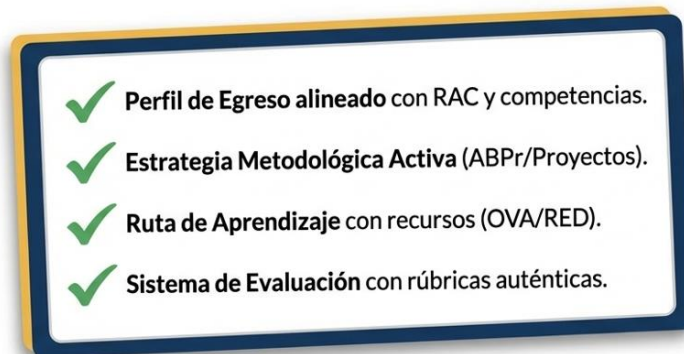 Perfil de Egreso alineado con RAC y competencias.
Estrategia Metodológica Activa (ABPr/Proyectos).
Ruta de Aprendizaje con recursos (OVA/RED).
Sistema de Evaluación con rúbricas auténticas.